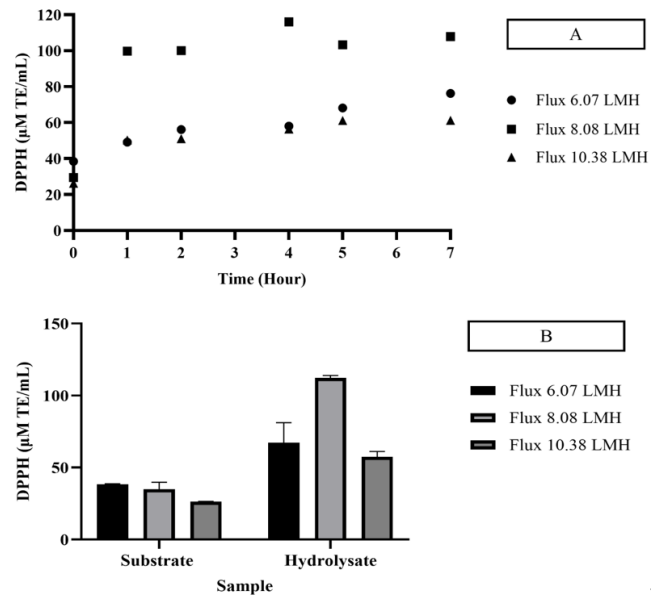 A
120
100
80
60
40
20
0
DPPH (µM TE/mL)
0 1 2 3 4 5 6 7
Time (Hour)
Flux 6.07 LMH
Flux 8.08 LMH
Flux 10.38 LMH
B
150
100
50
0
DPPH (µM TE/mL)
Substrate Hydrolysate
Sample
Flux 6.07 LMH
Flux 8.08 LMH
Flux 10.38 LMH